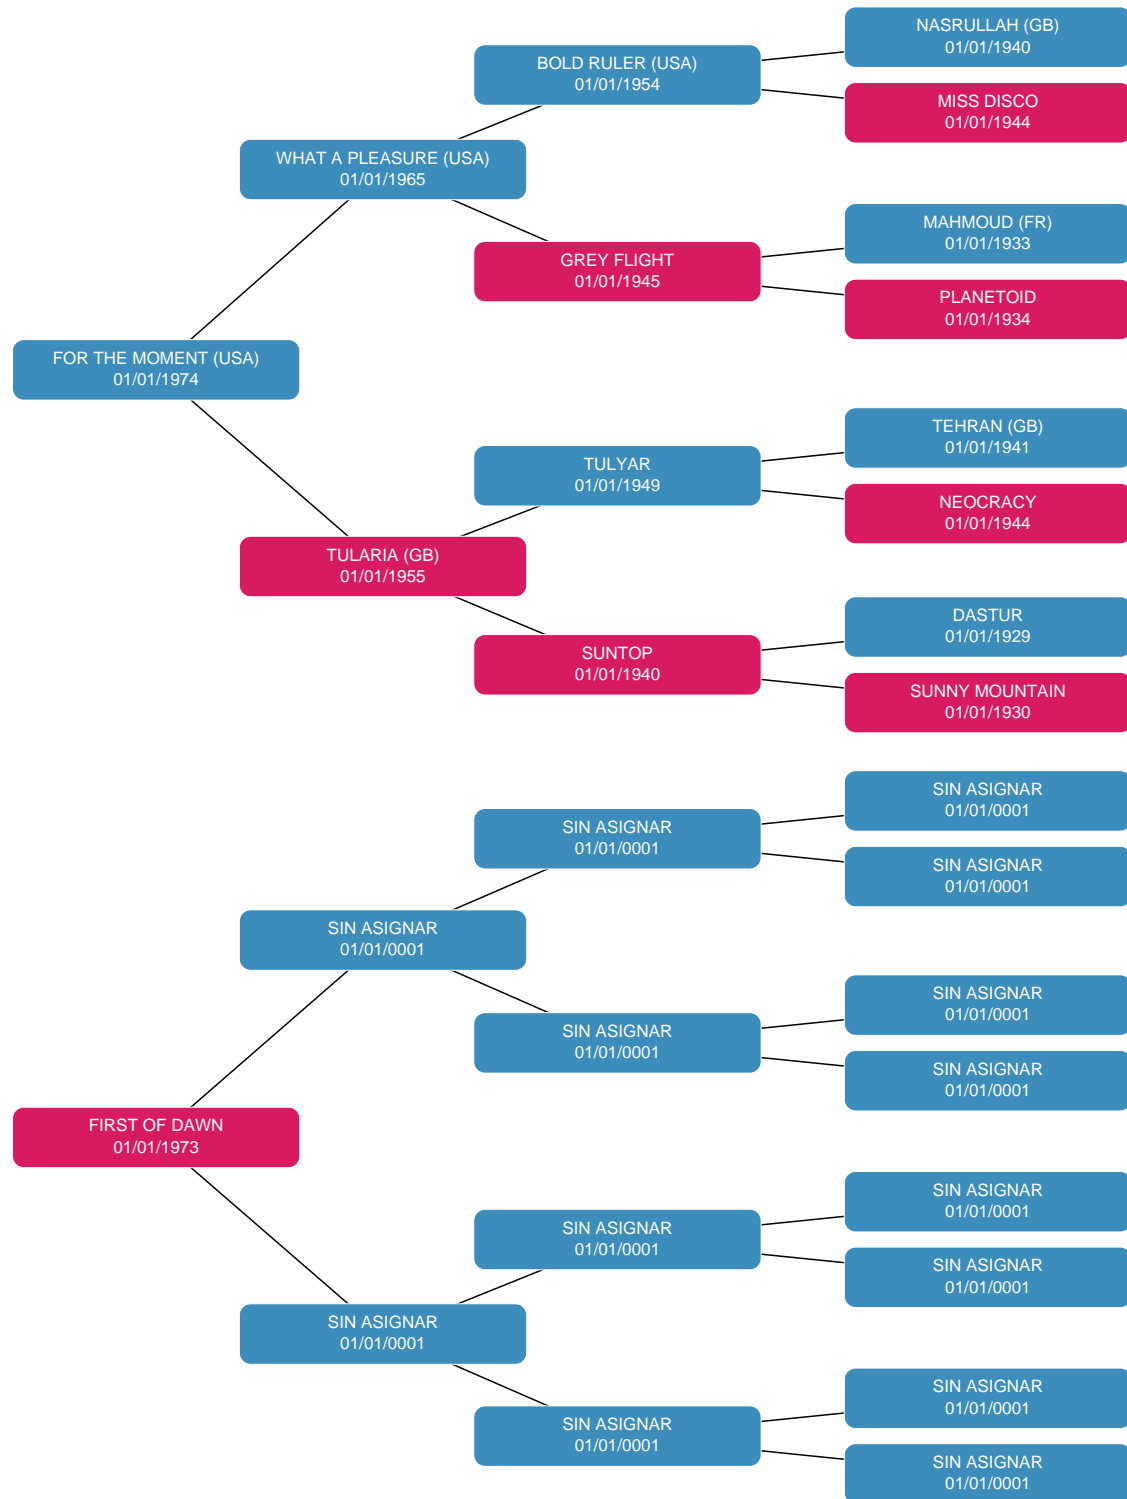 NASRULLAH (GB)
01/01/1940
BOLD RULER (USA)
01/01/1954
MISS DISCO
01/01/1944
WHAT A PLEASURE (USA)
01/01/1965
MAHMOUD (FR)
01/01/1933
GREY FLIGHT
01/01/1945
PLANETOID
01/01/1934
FOR THE MOMENT (USA)
01/01/1974
TEHRAN (GB)
01/01/1941
TULYAR
01/01/1949
NEOCRACY
01/01/1944
TULARIA (GB)
01/01/1955
DASTUR
01/01/1929
SUNTOP
01/01/1940
SUNNY MOUNTAIN
01/01/1930
SIN ASIGNAR
01/01/0001
SIN ASIGNAR
01/01/0001
SIN ASIGNAR
01/01/0001
SIN ASIGNAR
01/01/0001
SIN ASIGNAR
01/01/0001
SIN ASIGNAR
01/01/0001
SIN ASIGNAR
01/01/0001
FIRST OF DAWN
01/01/1973
SIN ASIGNAR
01/01/0001
SIN ASIGNAR
01/01/0001
SIN ASIGNAR
01/01/0001
SIN ASIGNAR
01/01/0001
SIN ASIGNAR
01/01/0001
SIN ASIGNAR
01/01/0001
SIN ASIGNAR
01/01/0001